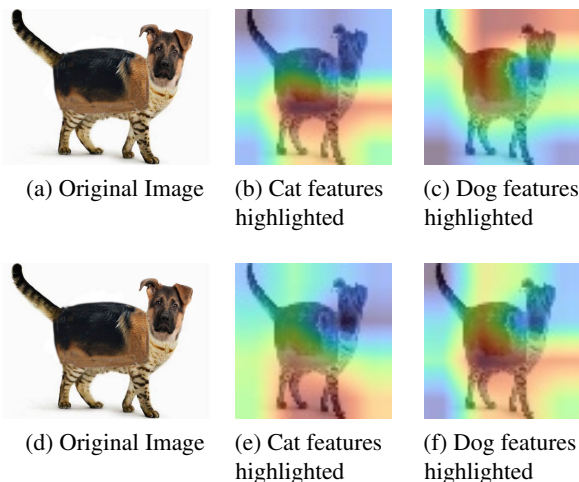 (a) Original Image
(b) Cat features
highlighted
(c) Dog features
highlighted
(d) Original Image
(e) Cat features
highlighted
(f) Dog features
highlighted